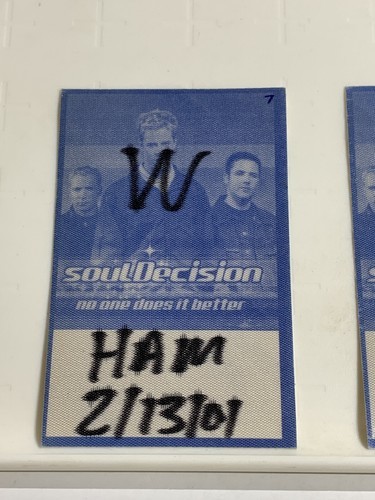 7
W
soulDecision
no one does it better
HAM
2/13/01